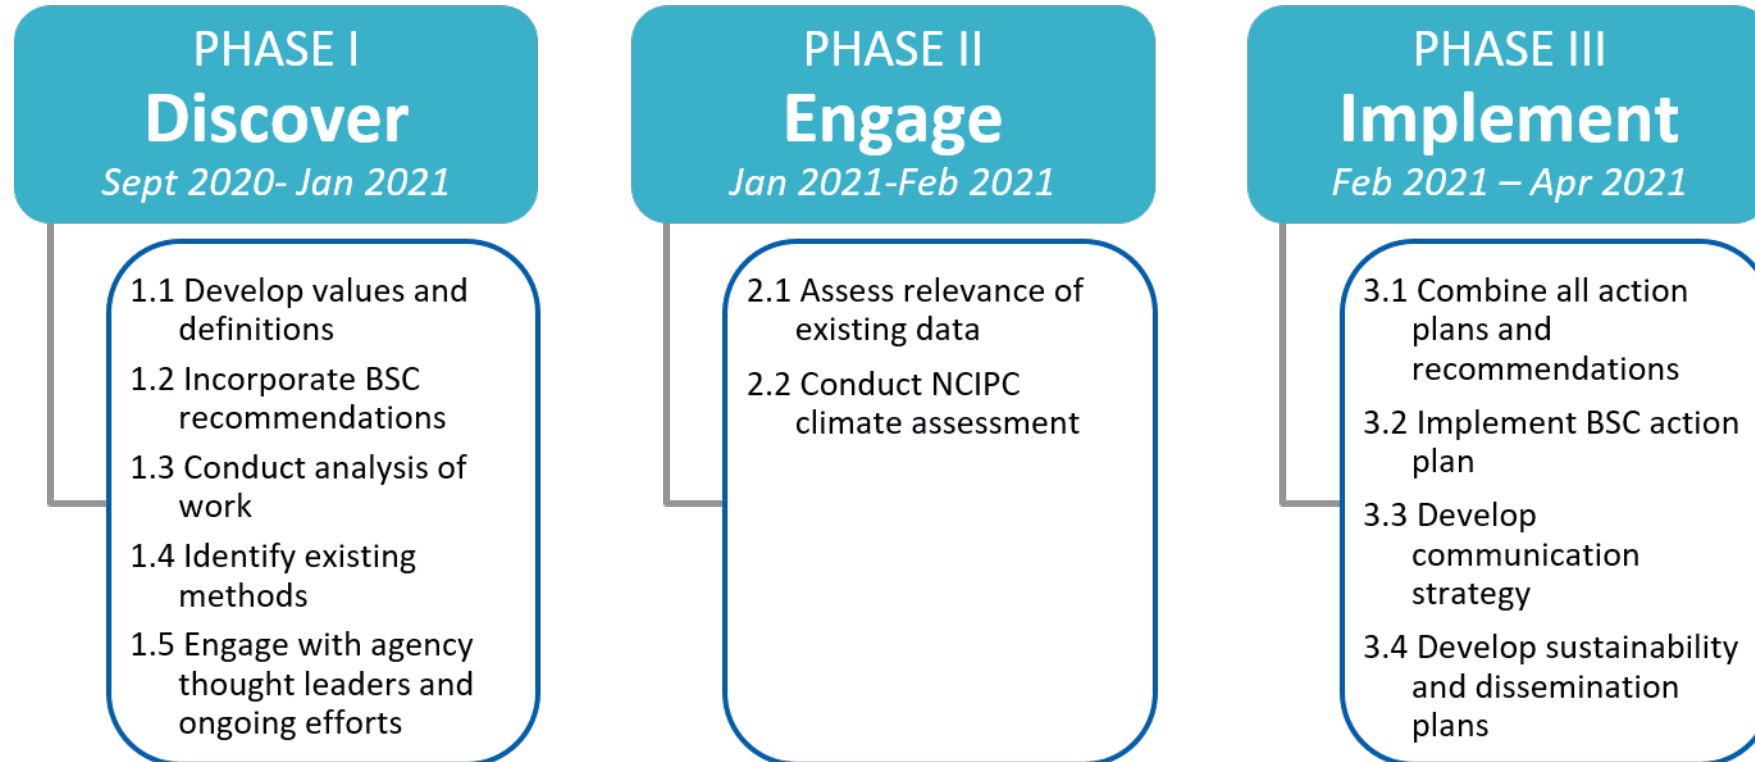 PHASE I
Discover
Sept 2020- Jan 2021
1.1 Develop values and
definitions
1.2 Incorporate BSC
recommendations
1.3 Conduct analysis of
work
1.4 Identify existing
methods
1.5 Engage with agency
thought leaders and
ongoing efforts
PHASE II
Engage
Jan 2021-Feb 2021
2.1 Assess relevance of
existing data
2.2 Conduct NCIPC
climate assessment
PHASE III
Implement
Feb 2021 – Apr 2021
3.1 Combine all action
plans and
recommendations
3.2 Implement BSC action
plan
3.3 Develop
communication
strategy
3.4 Develop sustainability
and dissemination
plans